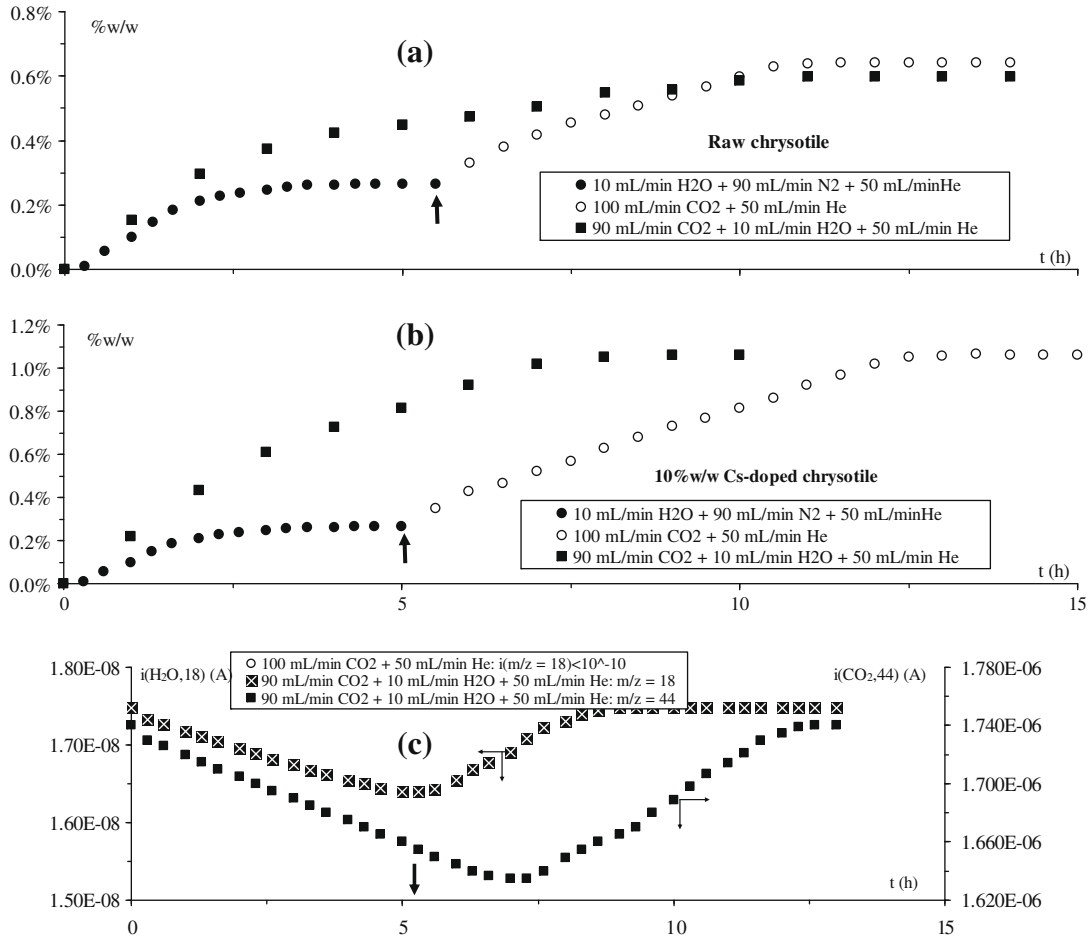 0.8%
%w/w
(a)
0.6%
0.4%
Raw chrysotile
10 mL/min H2O + 90 mL/min N2 + 50 mL/minHe
100 mL/min CO2 + 50 mL/min He
90 mL/min CO2 + 10 mL/min H2O + 50 mL/min He
0.2%
t (h)
0.0%
1.2%
%w/w
(b)
1.0%
0.8%
0.6%
10%w/w Cs-doped chrysotile
0.4%
10 mL/min H2O + 90 mL/min N2 + 50 mL/minHe
100 mL/min CO2 + 50 mL/min He
90 mL/min CO2 + 10 mL/min H2O + 50 mL/min He
0.2%
t (h)
0.0%
0 5 10 15
1.80E-08
i(H2O,18) (A)
100 mL/min CO2 + 50 mL/min He: i(m/z = 18)<10^-10
90 mL/min CO2 + 10 mL/min H2O + 50 mL/min He: m/z = 18
90 mL/min CO2 + 10 mL/min H2O + 50 mL/min He: m/z = 44
i(CO2,44) (A)
1.780E-06
1.740E-06
1.70E-08
(c)
1.700E-06
1.60E-08
1.660E-06
t (h)
1.50E-08
1.620E-06
0 5 10 15